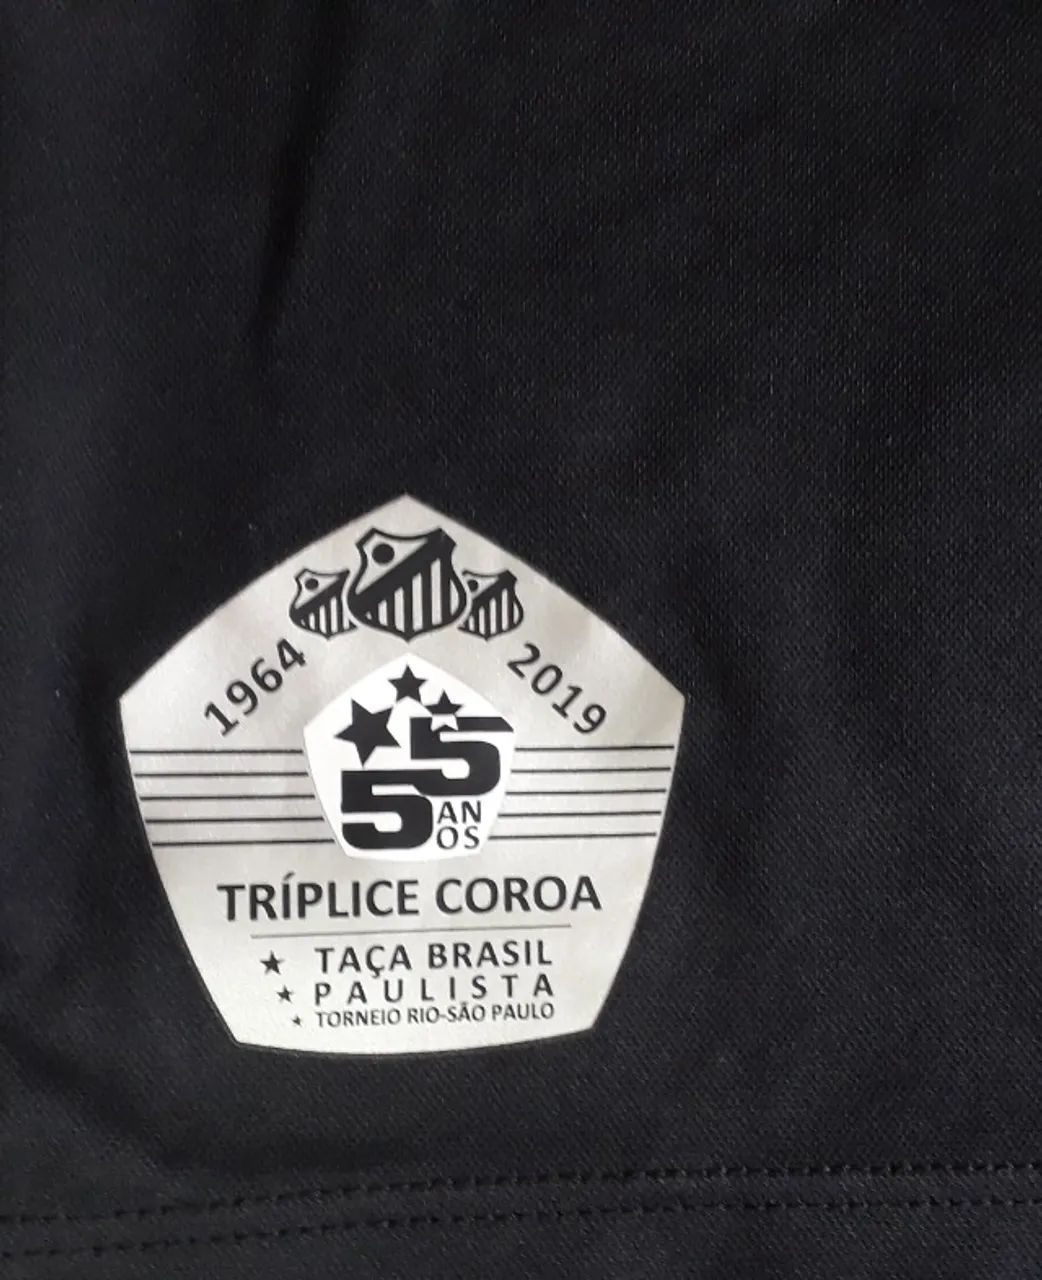 1964
2019
55
ANOS
TRÍPLICE COROA
TAÇA BRASIL
PAULISTA
TORNEIO RIO-SÃO PAULO